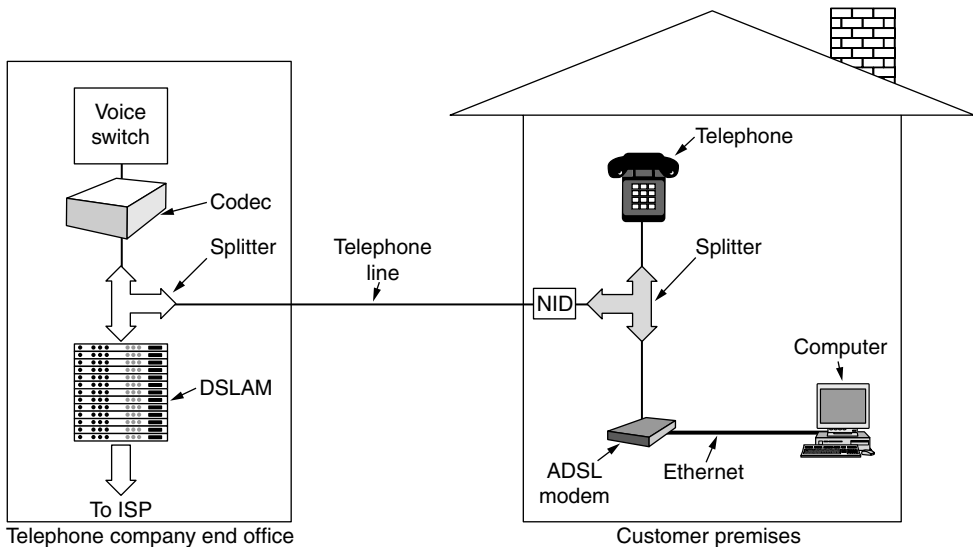 Voice
switch
Codec
Splitter
DSLAM
To ISP
Telephone company end office
Telephone
line
NID
Telephone
Splitter
Computer
ADSL
modem
Ethernet
Customer premises